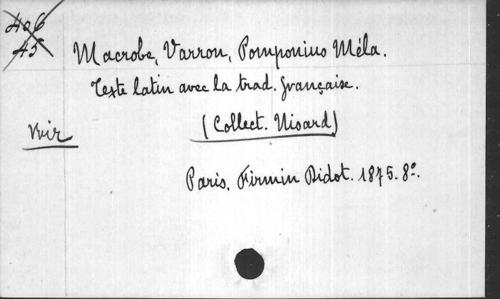 406
45
Macrobe, Varron, Pomponius Méla.
Texte latin avec la trad. française.
Voir
(Collect. Nisard)
Paris. Firmin Didot. 1875. 8°.